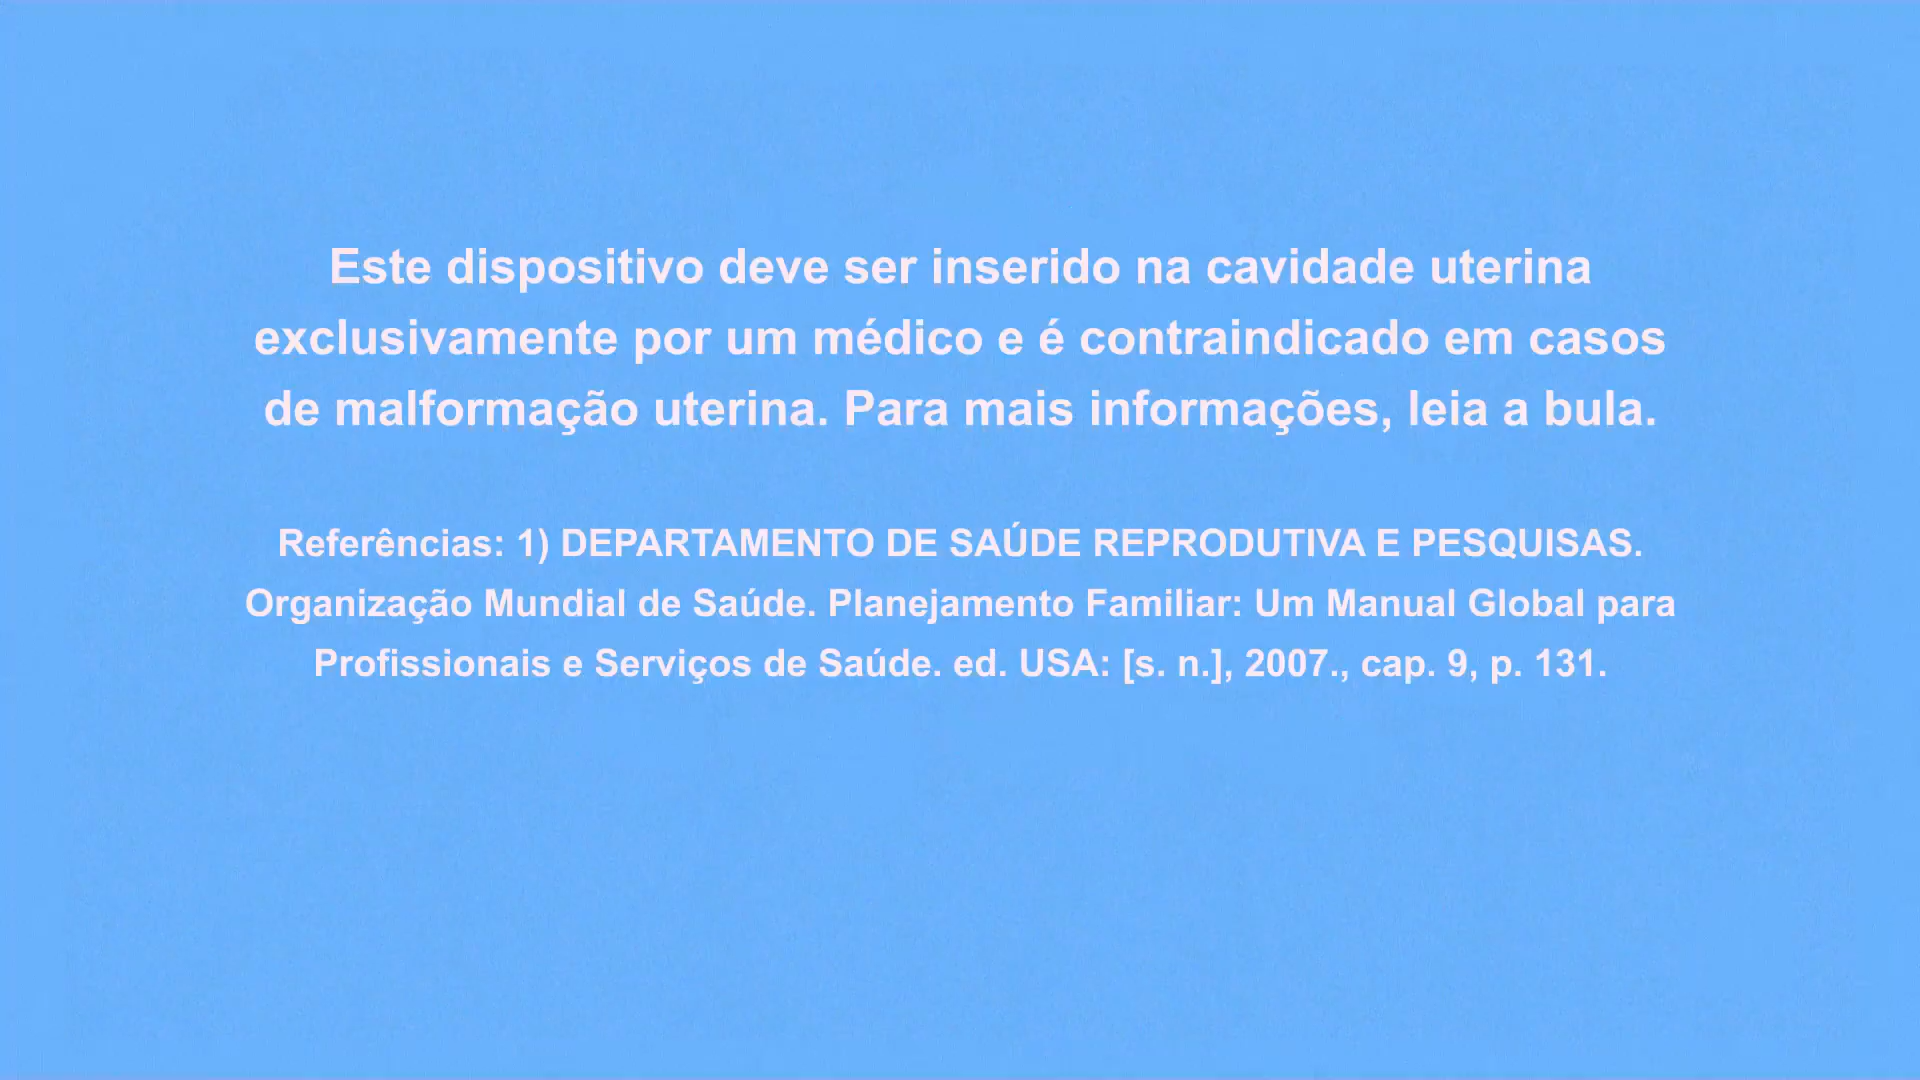 Este dispositivo deve ser inserido na cavidade uterina
exclusivamente por um médico e é contraindicado em casos
de malformação uterina. Para mais informações, leia a bula.
Referências: 1) DEPARTAMENTO DE SAÚDE REPRODUTIVA E PESQUISAS.
Organização Mundial de Saúde. Planejamento Familiar: Um Manual Global para
Profissionais e Serviços de Saúde. ed. USA: [s. n.], 2007., cap. 9, p. 131.